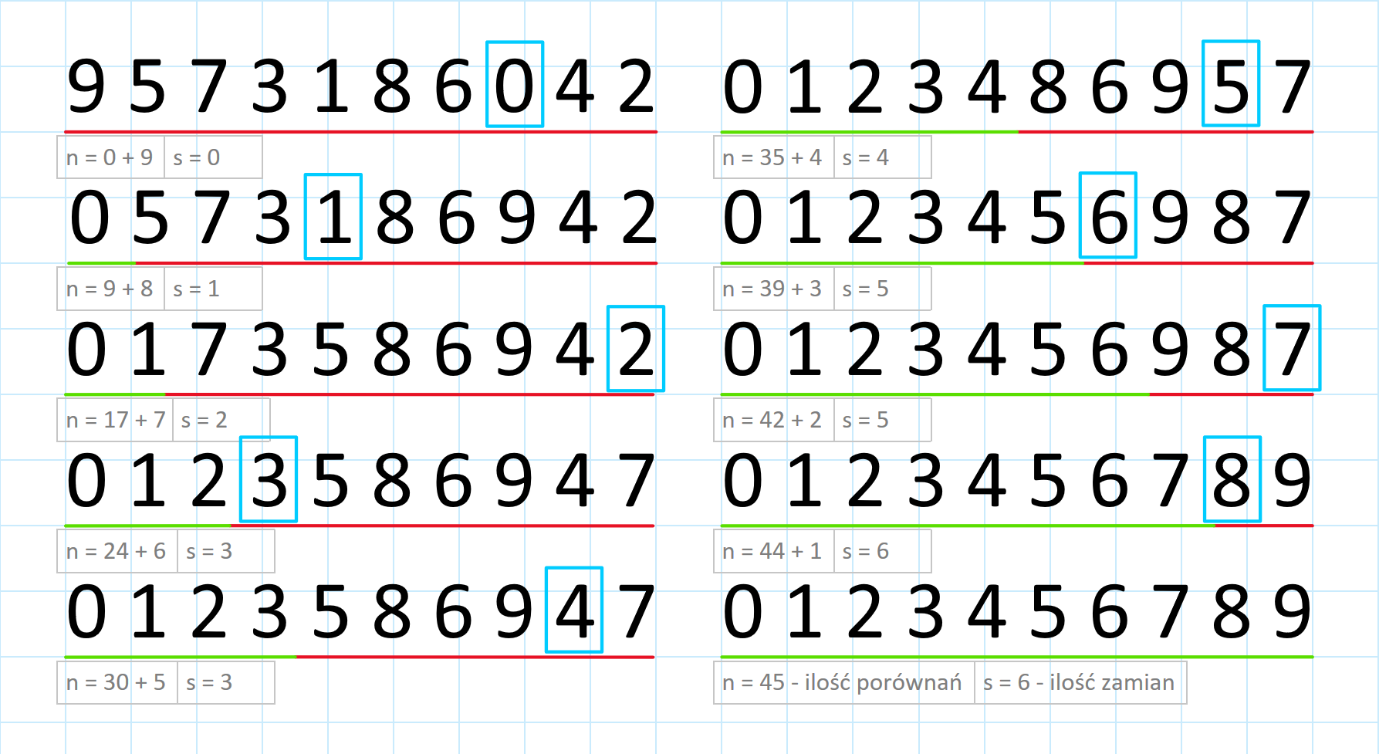 9 5 7 3 1 8 6 0 4 2
n = 0 + 9 s = 0
0 5 7 3 1 8 6 9 4 2
n = 9 + 8 s = 1
0 1 7 3 5 8 6 9 4 2
n = 17 + 7 s = 2
0 1 2 3 5 8 6 9 4 7
n = 24 + 6 s = 3
0 1 2 3 5 8 6 9 4 7
n = 30 + 5 s = 3
0 1 2 3 4 8 6 9 5 7
n = 35 + 4 s = 4
0 1 2 3 4 5 6 9 8 7
n = 39 + 3 s = 5
0 1 2 3 4 5 6 9 8 7
n = 42 + 2 s = 5
0 1 2 3 4 5 6 7 8 9
n = 44 + 1 s = 6
0 1 2 3 4 5 6 7 8 9
n = 45 - ilość porównań s = 6 - ilość zamian